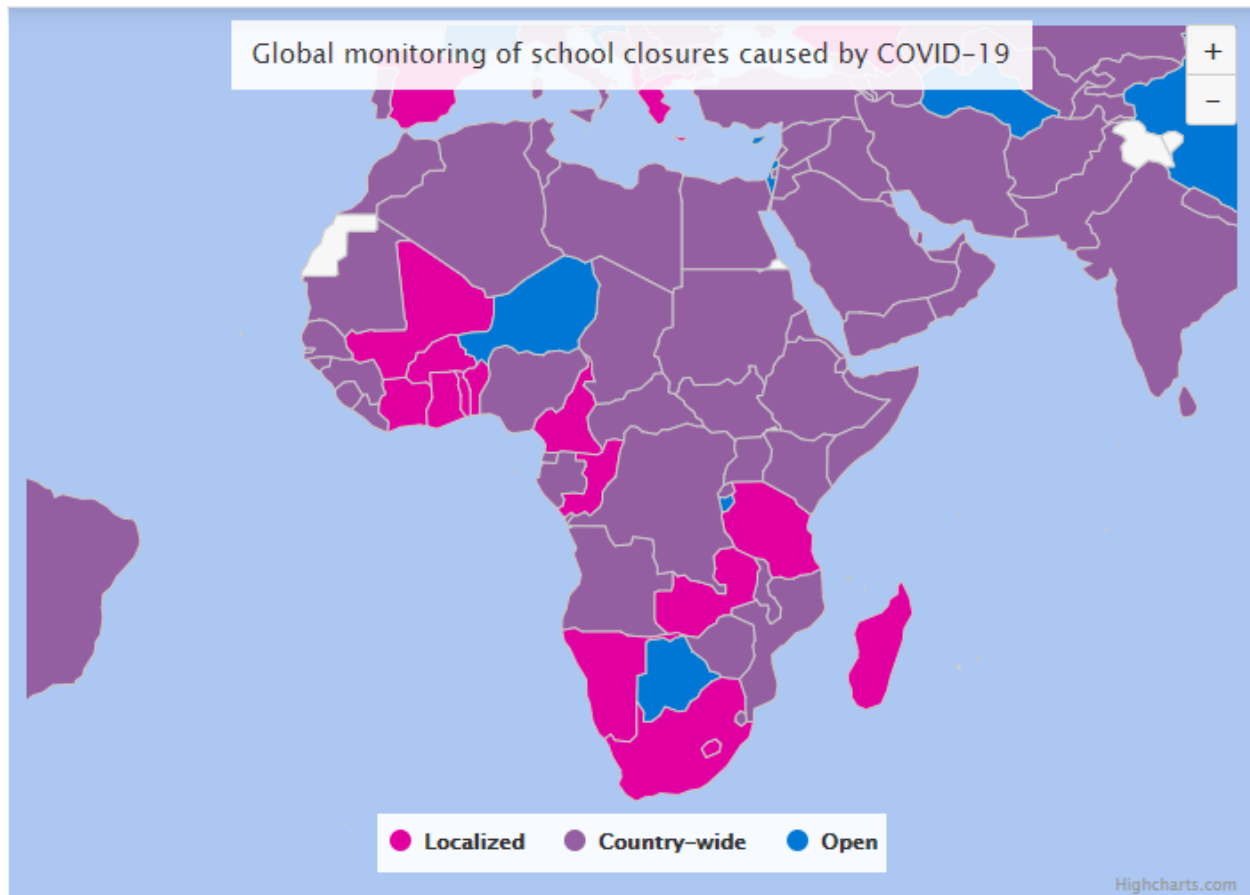 Global monitoring of school closures caused by COVID-19
+
−
Localized
Country-wide
Open
Highcharts.com